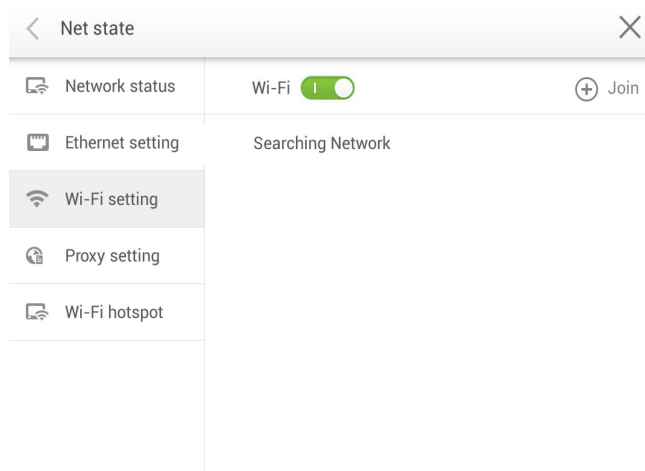 Net state
Network status
Wi-Fi
Join
Ethernet setting
Searching Network
Wi-Fi setting
Proxy setting
Wi-Fi hotspot